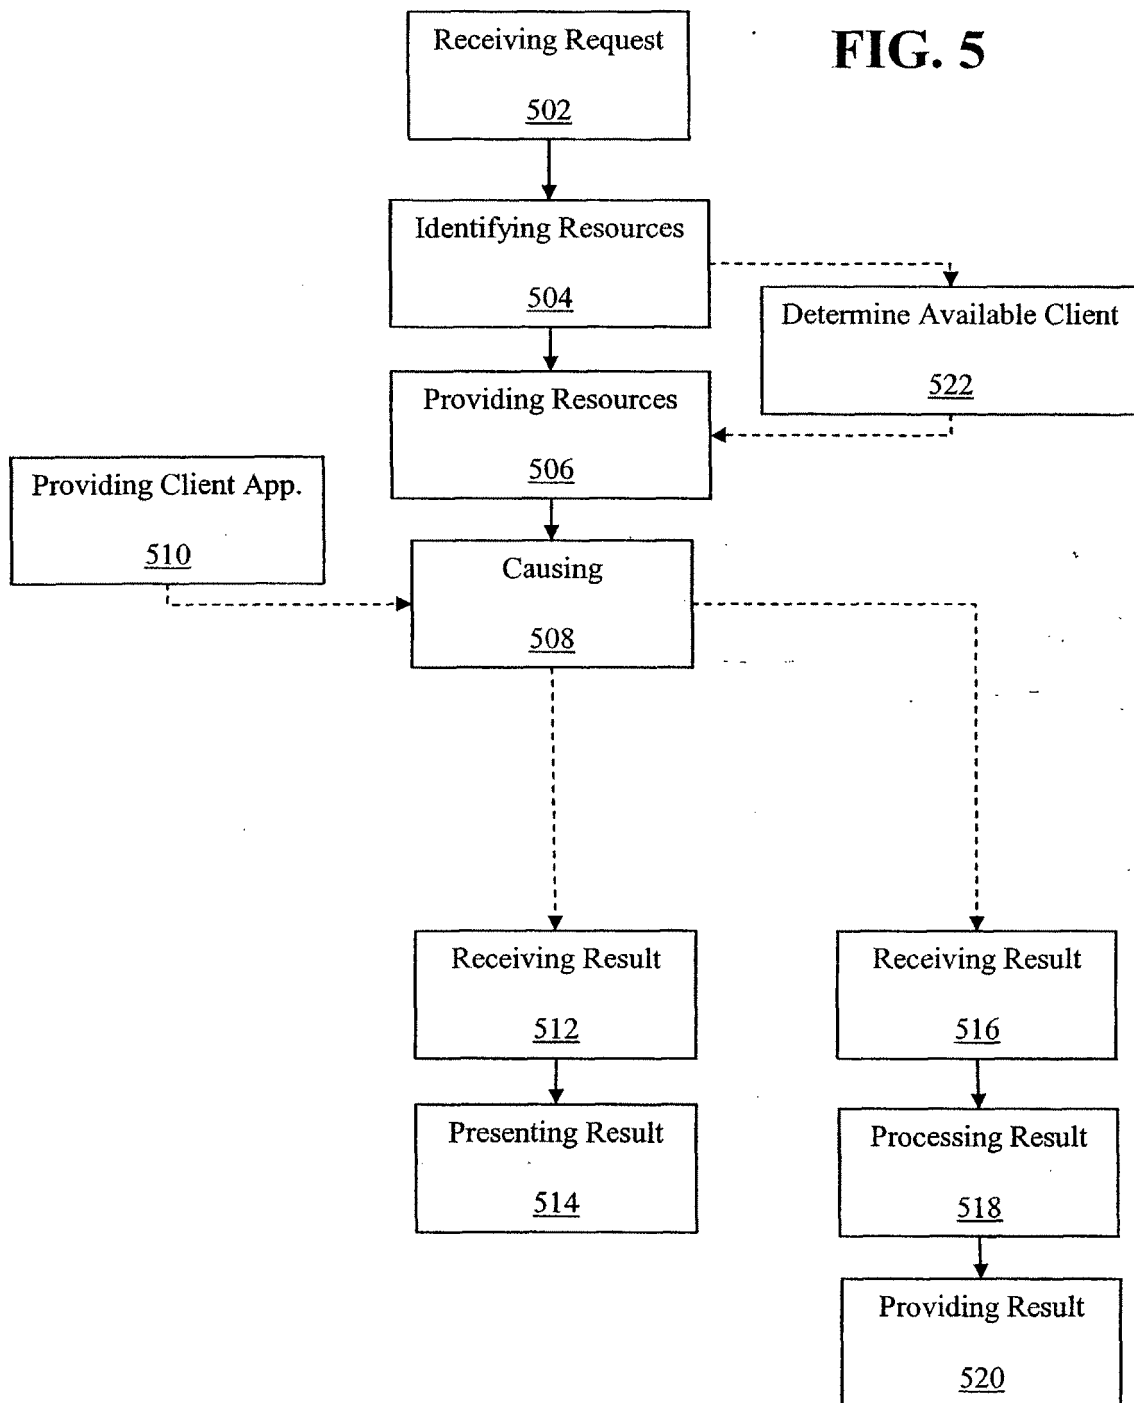 FIG. 5
Receiving Request
502
Identifying Resources
504
Determine Available Client
522
Providing Resources
506
Providing Client App.
510
Causing
508
Receiving Result
512
Receiving Result
516
Presenting Result
514
Processing Result
518
Providing Result
520